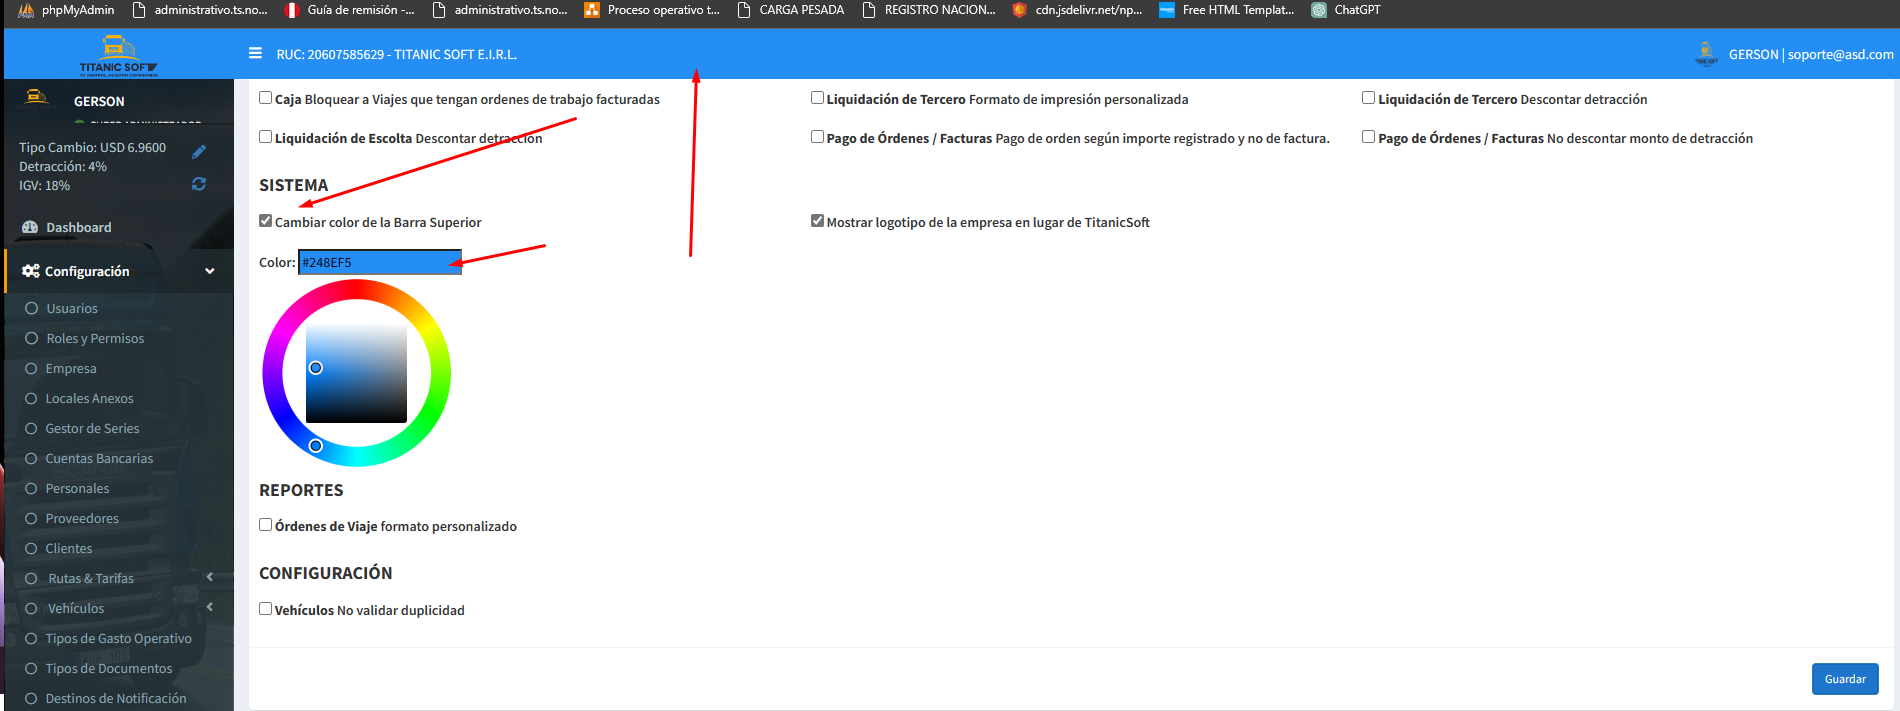 phpMyAdmin administrativo.ts.no... Guía de remisión -... administrativo.ts.no... Proceso operativo t... CARGA PESADA REGISTRO NACION... cdn.jsdelivr.net/np... Free HTML Templat... ChatGPT
TITANIC SOFT
RUC: 20607585629 - TITANIC SOFT E.I.R.L.
GERSON | soporte@asd.com
GERSON
Tipo Cambio: USD 6.9600
Detracción: 4%
IGV: 18%
Dashboard
Configuración
Usuarios
Roles y Permisos
Empresa
Locales Anexos
Gestor de Series
Cuentas Bancarias
Personales
Proveedores
Clientes
Rutas & Tarifas
Vehículos
Tipos de Gasto Operativo
Tipos de Documentos
Destinos de Notificación
Caja Bloquear a Viajes que tengan ordenes de trabajo facturadas
Liquidación de Tercero Formato de impresión personalizada
Liquidación de Tercero Descontar detracción
Liquidación de Escolta Descontar detracción
Pago de Órdenes / Facturas Pago de orden según importe registrado y no de factura.
Pago de Órdenes / Facturas No descontar monto de detracción
SISTEMA
Cambiar color de la Barra Superior
Mostrar logotipo de la empresa en lugar de TitanicSoft
Color: #248EF5
REPORTES
Órdenes de Viaje formato personalizado
CONFIGURACIÓN
Vehículos No validar duplicidad
Guardar